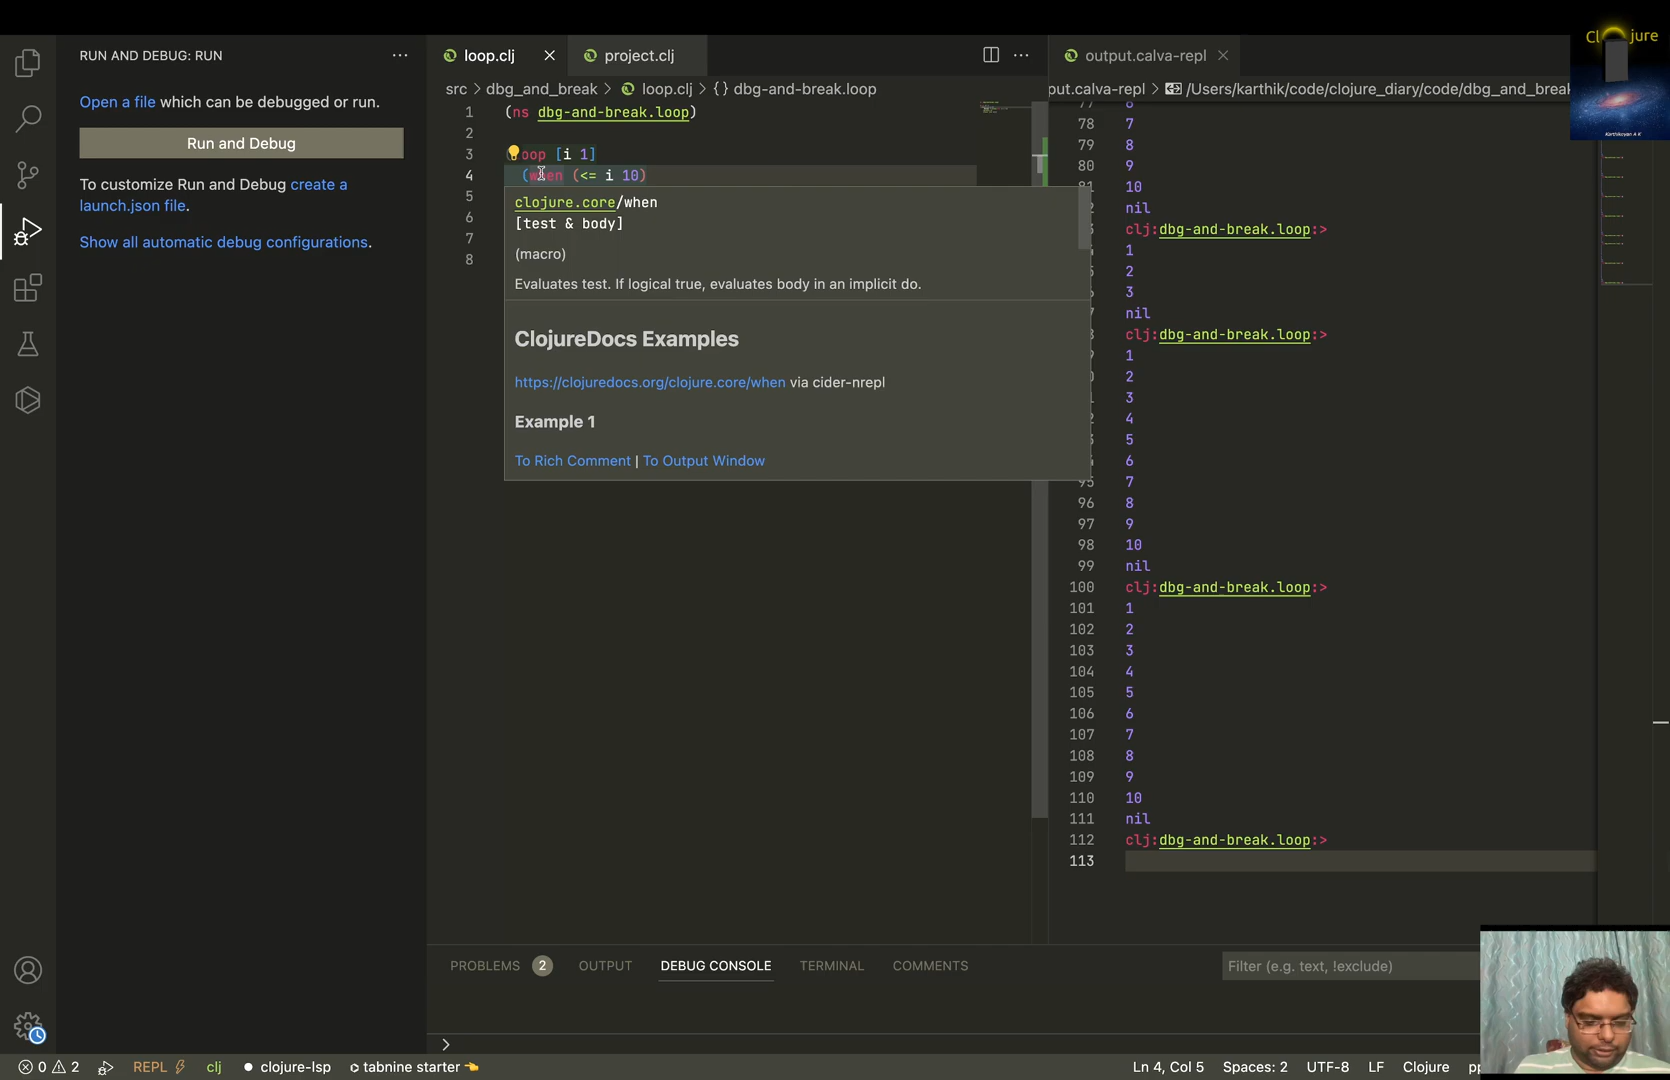 RUN AND DEBUG: RUN
Open a file which can be debugged or run.
Run and Debug
To customize Run and Debug create a
launch.json file.
Show all automatic debug configurations.
loop.clj
project.clj
src > dbg_and_break > loop.clj > {} dbg-and-break.loop
1 (ns dbg-and-break.loop)
2
3 oop [i 1]
4 (when (<= i 10)
5
6
7
8
clojure.core/when
[test & body]
(macro)
Evaluates test. If logical true, evaluates body in an implicit do.
ClojureDocs Examples
https://clojuredocs.org/clojure.core/when via cider-nrepl
Example 1
To Rich Comment | To Output Window
output.calva-repl
put.calva-repl > /Users/karthik/code/clojure_diary/code/dbg_and_break
78 7
79 8
80 9
81 10
nil
clj:dbg-and-break.loop:>
1
2
3
nil
clj:dbg-and-break.loop:>
1
2
3
4
5
6
95 7
96 8
97 9
98 10
99 nil
100 clj:dbg-and-break.loop:>
101 1
102 2
103 3
104 4
105 5
106 6
107 7
108 8
109 9
110 10
111 nil
112 clj:dbg-and-break.loop:>
113
Karthikeyan A K
PROBLEMS 2 OUTPUT DEBUG CONSOLE TERMINAL COMMENTS
Filter (e.g. text, !exclude)
>
0 2 REPL clj clojure-lsp tabnine starter
Ln 4, Col 5 Spaces: 2 UTF-8 LF Clojure